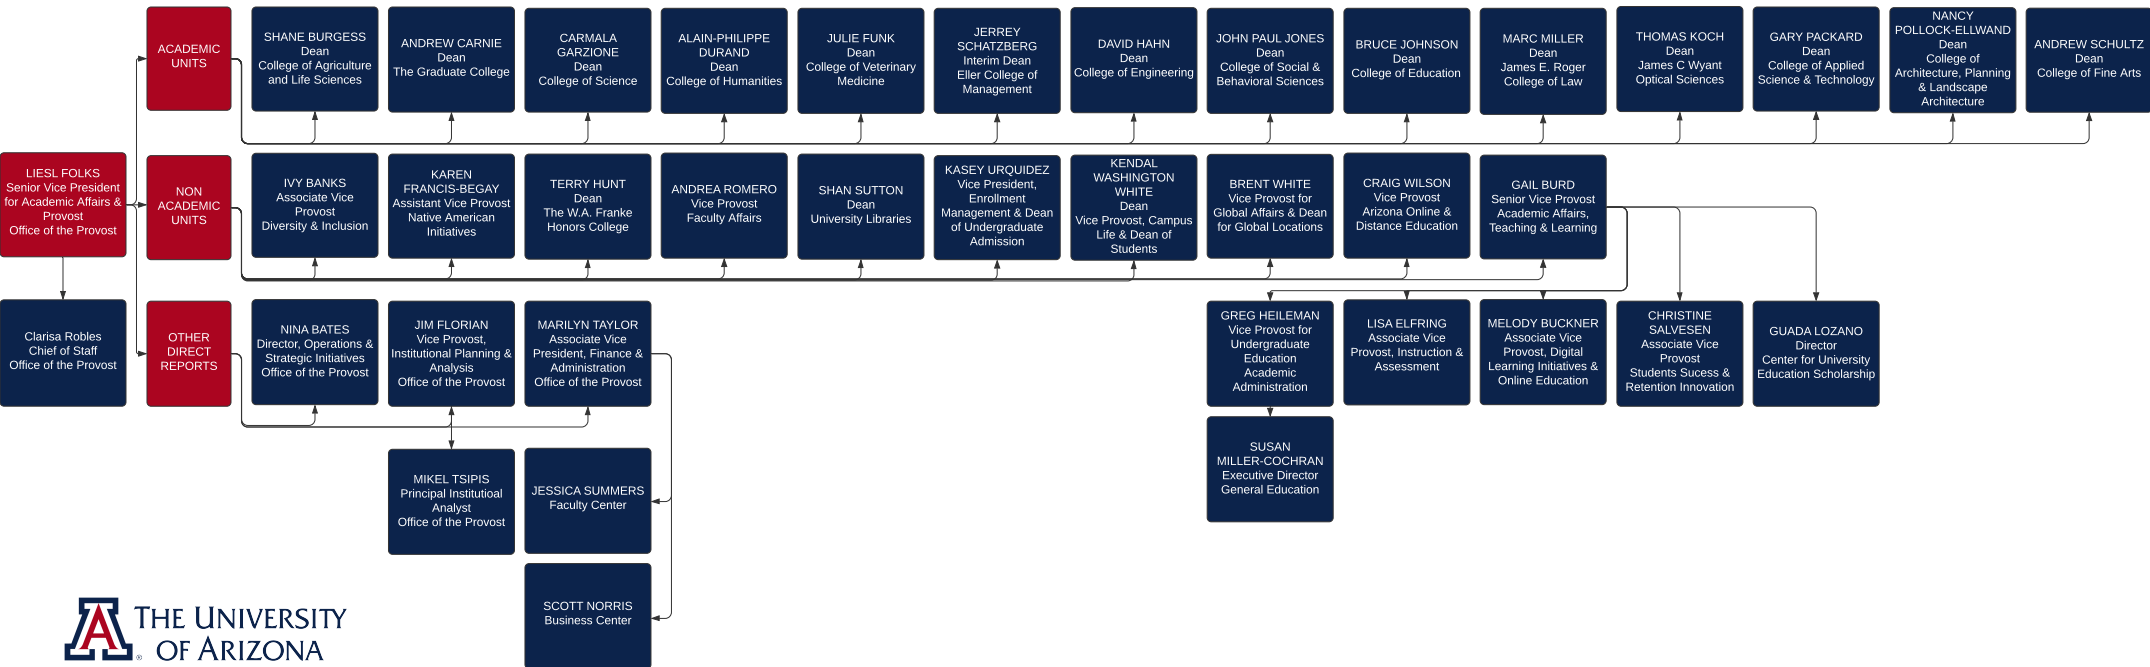 ACADEMIC
UNITS
SHANE BURGESS
Dean
College of Agriculture
and Life Sciences
ANDREW CARNIE
Dean
The Graduate College
CARMALA
GARZIONE
Dean
College of Science
ALAIN-PHILIPPE
DURAND
Dean
College of Humanities
JULIE FUNK
Dean
College of Veterinary
Medicine
JERREY
SCHATZBERG
Interim Dean
Eller College of
Management
DAVID HAHN
Dean
College of Engineering
JOHN PAUL JONES
Dean
College of Social &
Behavioral Sciences
BRUCE JOHNSON
Dean
College of Education
MARC MILLER
Dean
James E. Roger
College of Law
THOMAS KOCH
Dean
James C Wyant
Optical Sciences
GARY PACKARD
Dean
College of Applied
Science & Technology
NANCY
POLLOCK-ELLWAND
Dean
College of
Architecture, Planning
& Landscape
Architecture
ANDREW SCHULTZ
Dean
College of Fine Arts
LIESL FOLKS
Senior Vice President
for Academic Affairs &
Provost
Office of the Provost
NON
ACADEMIC
UNITS
IVY BANKS
Associate Vice
Provost
Diversity & Inclusion
KAREN
FRANCIS-BEGAY
Assistant Vice Provost
Native American
Initiatives
TERRY HUNT
Dean
The W.A. Franke
Honors College
ANDREA ROMERO
Vice Provost
Faculty Affairs
SHAN SUTTON
Dean
University Libraries
KASEY URQUIDEZ
Vice President,
Enrollment
Management & Dean
of Undergraduate
Admission
KENDAL
WASHINGTON
WHITE
Dean
Vice Provost, Campus
Life & Dean of
Students
BRENT WHITE
Vice Provost for
Global Affairs & Dean
for Global Locations
CRAIG WILSON
Vice Provost
Arizona Online &
Distance Education
GAIL BURD
Senior Vice Provost
Academic Affairs,
Teaching & Learning
Clarisa Robles
Chief of Staff
Office of the Provost
OTHER
DIRECT
REPORTS
NINA BATES
Director, Operations &
Strategic Initiatives
Office of the Provost
JIM FLORIAN
Vice Provost,
Institutional Planning &
Analysis
Office of the Provost
MARILYN TAYLOR
Associate Vice
President, Finance &
Administration
Office of the Provost
GREG HEILEMAN
Vice Provost for
Undergraduate
Education
Academic
Administration
LISA ELFRING
Associate Vice
Provost, Instruction &
Assessment
MELODY BUCKNER
Associate Vice
Provost, Digital
Learning Initiatives &
Online Education
CHRISTINE
SALVESEN
Associate Vice
Provost
Students Sucess &
Retention Innovation
GUADA LOZANO
Director
Center for University
Education Scholarship
MIKEL TSIPIS
Principal Institutioal
Analyst
Office of the Provost
JESSICA SUMMERS
Faculty Center
SUSAN
MILLER-COCHRAN
Executive Director
General Education
SCOTT NORRIS
Business Center
A
THE UNIVERSITY
OF ARIZONA
®